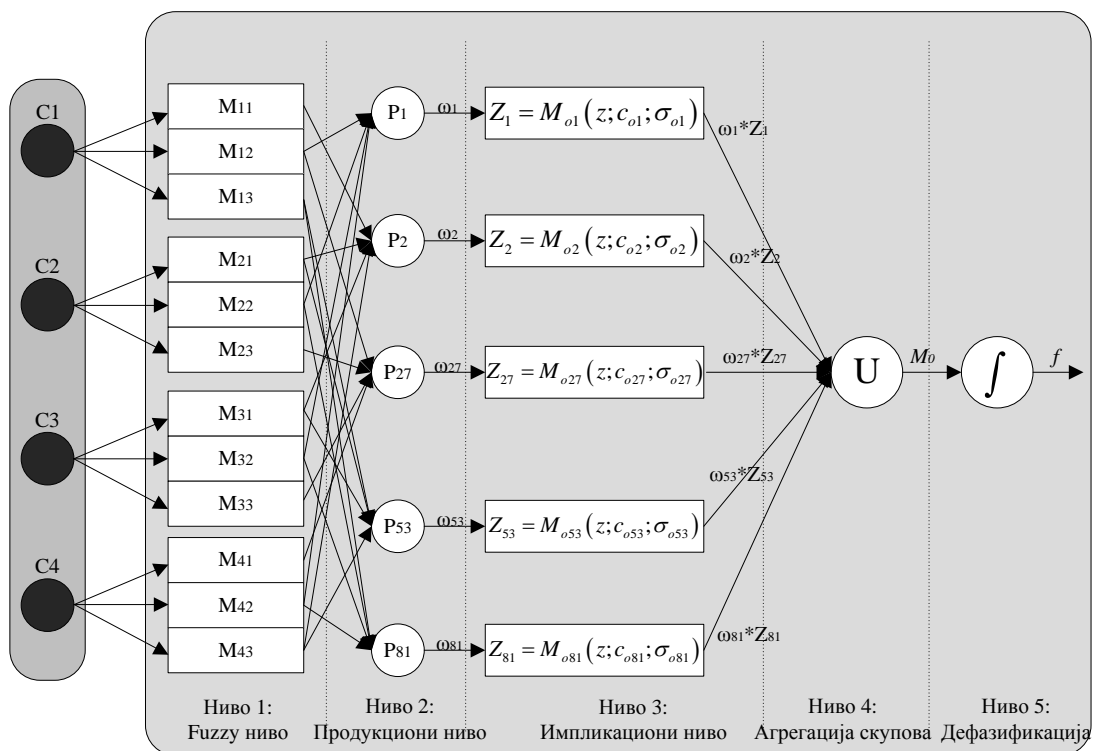 C1
C2
C3
C4
M11
M12
M13
M21
M22
M23
M31
M32
M33
M41
M42
M43
P1
P2
P27
P53
P81
ω1
ω2
ω27
ω53
ω81
Z1 = Mo1(z;co1;σo1)
Z2 = Mo2(z;co2;σo2)
Z27 = Mo27(z;co27;σo27)
Z53 = Mo53(z;co53;σo53)
Z81 = Mo81(z;co81;σo81)
ω1*Z1
ω2*Z2
ω27*Z27
ω53*Z53
ω81*Z81
U
M0
∫
f
Ниво 1:
Fuzzy ниво
Ниво 2:
Продукциони ниво
Ниво 3:
Импликациони ниво
Ниво 4:
Агрегација скупова
Ниво 5:
Дефазификација